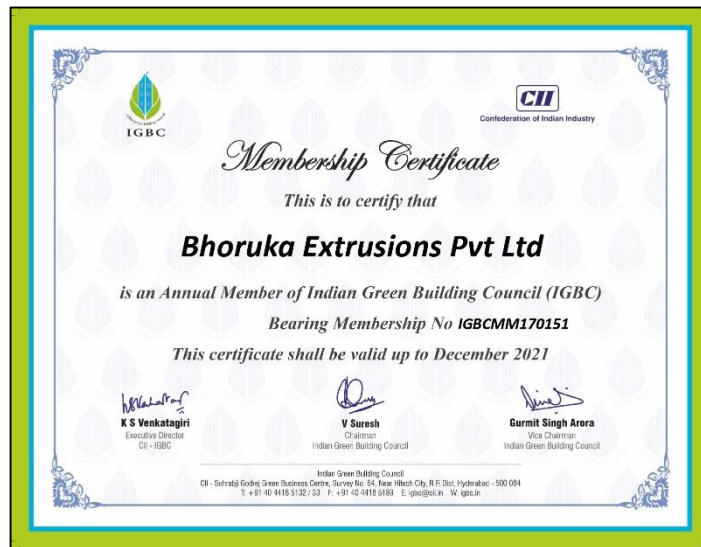 IGBC
CII
Confederation of Indian Industry
Membership Certificate
This is to certify that
Bhoruka Extrusions Pvt Ltd
is an Annual Member of Indian Green Building Council (IGBC)
Bearing Membership No IGBCMM170151
This certificate shall be valid up to December 2021
K S Venkatagiri
Executive Director
CII - IGBC
V Suresh
Chairman
Indian Green Building Council
Gurmit Singh Arora
Vice Chairman
Indian Green Building Council
Indian Green Building Council
CII - Sohrabji Godrej Green Business Centre, Survey No. 64, Near Hitech City, R R Dist, Hyderabad - 500 084
T: +91 40 4418 5132 / 33 F: +91 40 4418 5189 E: igbc@cii.in W: igbc.in